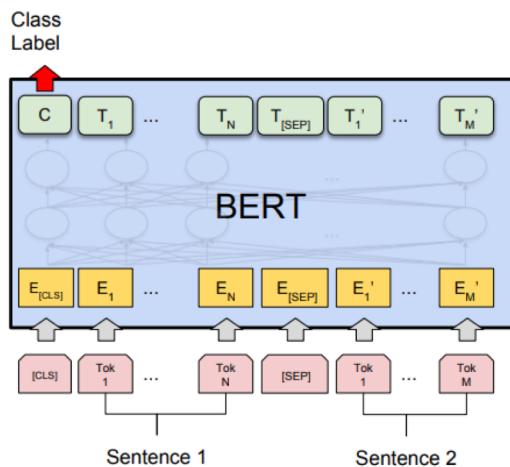 Class
Label
C T1 ... TN T[SEP] T1' ... TM'
...
BERT
...
E[CLS] E1 ... EN E[SEP] E1' ... EM'
[CLS] Tok 1 ... Tok N [SEP] Tok 1 ... Tok M
Sentence 1 Sentence 2